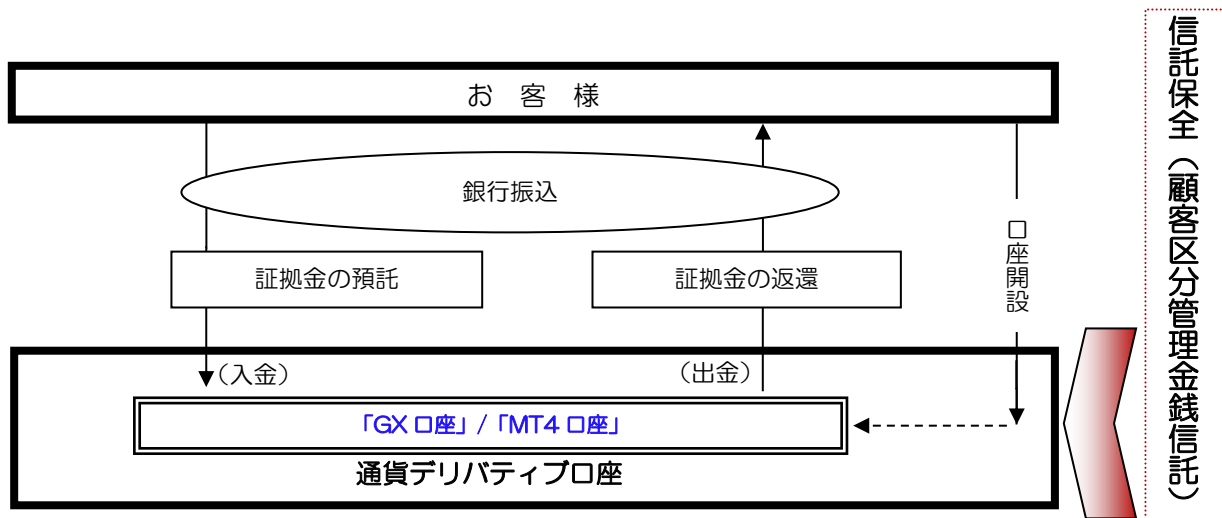 お 客 様
銀行振込
証拠金の預託
証拠金の返還
口座開設
（入金）
（出金）
「GX 口座」/「MT4 口座」
通貨デリバティブ口座
信託保全（顧客区分管理金銭信託）